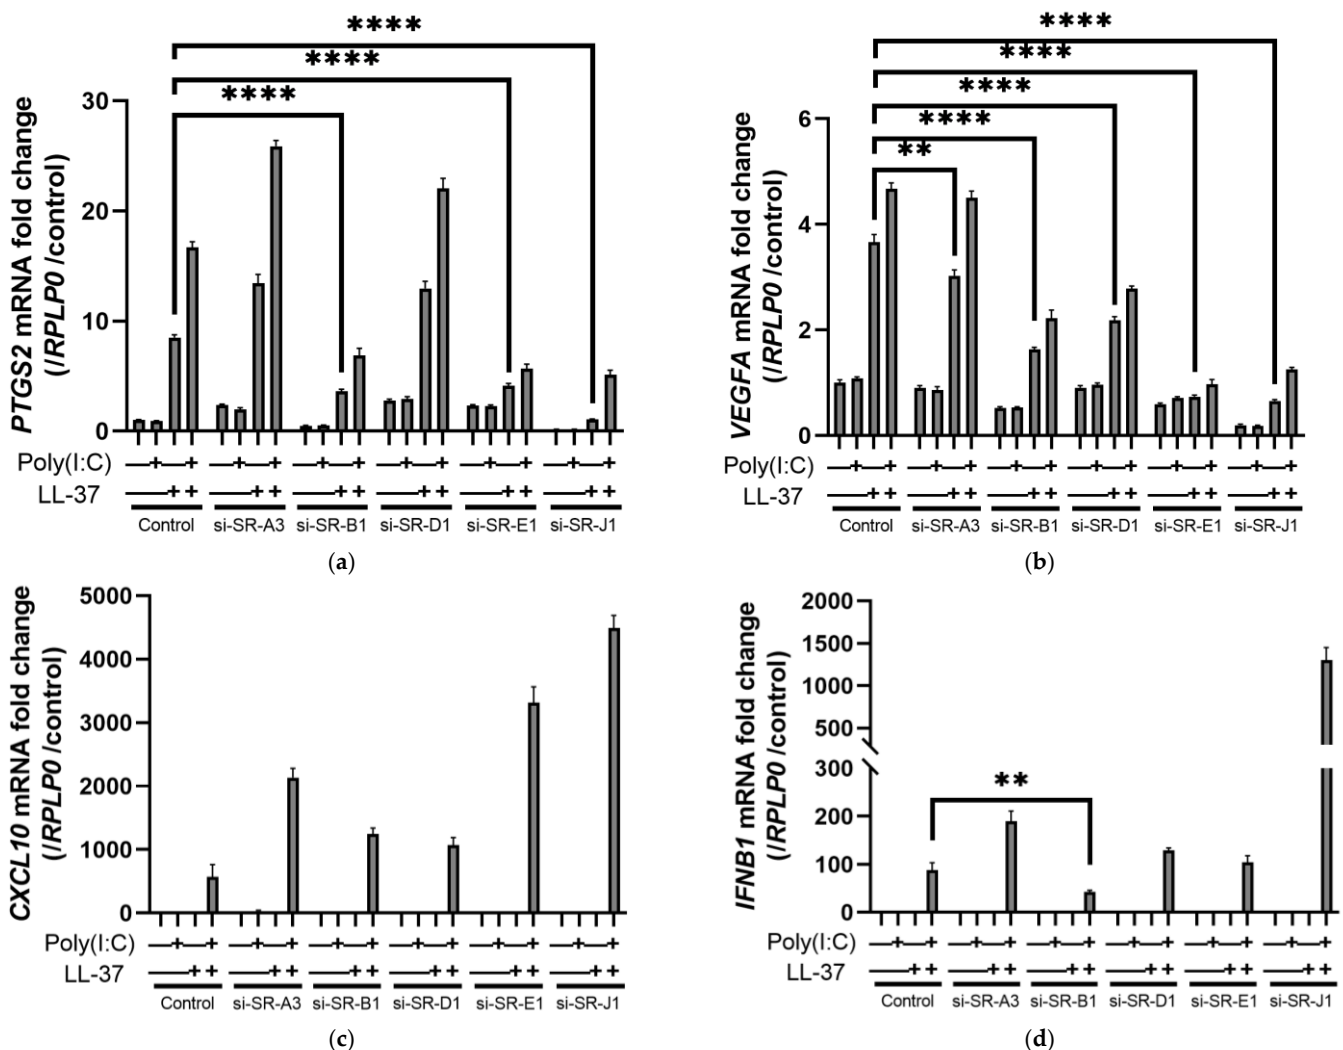 ****
****
****
30
20
10
0
PTGS2 mRNA fold change
(/RPLP0 /control)
Poly(I:C) — + — + — + — + — + — + — + — + — + — + — + — +
LL-37 — — + + — — + + — — + + — — + + — — + + — — + +
Control si-SR-A3 si-SR-B1 si-SR-D1 si-SR-E1 si-SR-J1
(a)
****
****
****
****
**
6
4
2
0
VEGFA mRNA fold change
(/RPLP0 /control)
Poly(I:C) — + — + — + — + — + — + — + — + — + — + — + — +
LL-37 — — + + — — + + — — + + — — + + — — + + — — + +
Control si-SR-A3 si-SR-B1 si-SR-D1 si-SR-E1 si-SR-J1
(b)
5000
4000
3000
2000
1000
0
CXCL10 mRNA fold change
(/RPLP0 /control)
Poly(I:C) — + — + — + — + — + — + — + — + — + — + — + — +
LL-37 — — + + — — + + — — + + — — + + — — + + — — + +
Control si-SR-A3 si-SR-B1 si-SR-D1 si-SR-E1 si-SR-J1
(c)
2000
1500
1000
500
300
200
100
0
**
IFNB1 mRNA fold change
(/RPLP0 /control)
Poly(I:C) — + — + — + — + — + — + — + — + — + — + — + — +
LL-37 — — + + — — + + — — + + — — + + — — + + — — + +
Control si-SR-A3 si-SR-B1 si-SR-D1 si-SR-E1 si-SR-J1
(d)